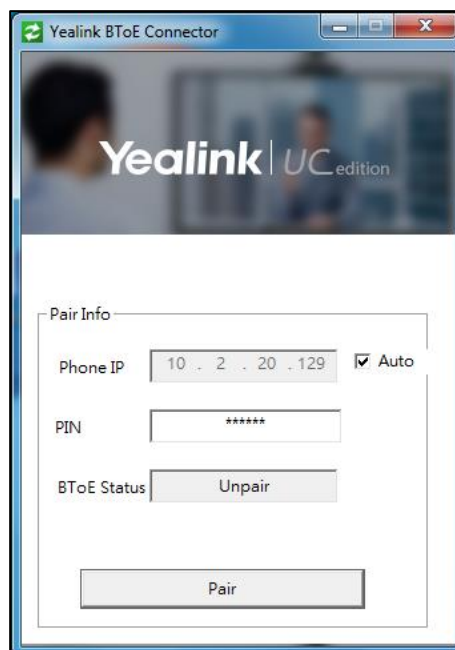 Yealink BToE Connector
Yealink | UC edition
Pair Info
Phone IP 10 . 2 . 20 . 129 Auto
PIN ******
BToE Status Unpair
Pair